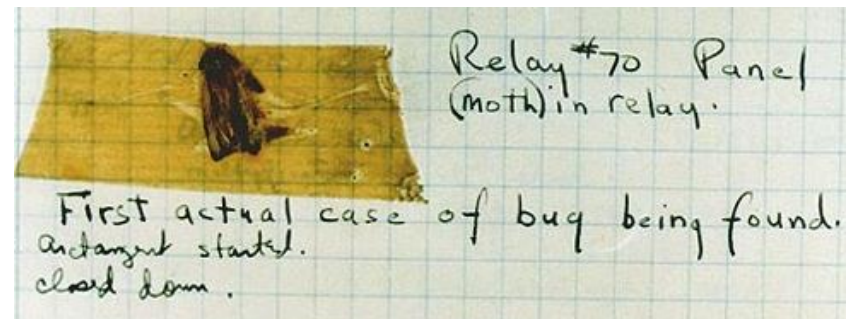 Relay #70 Panel
(moth) in relay.
First actual case of bug being found.
arctangent started.
closed down.